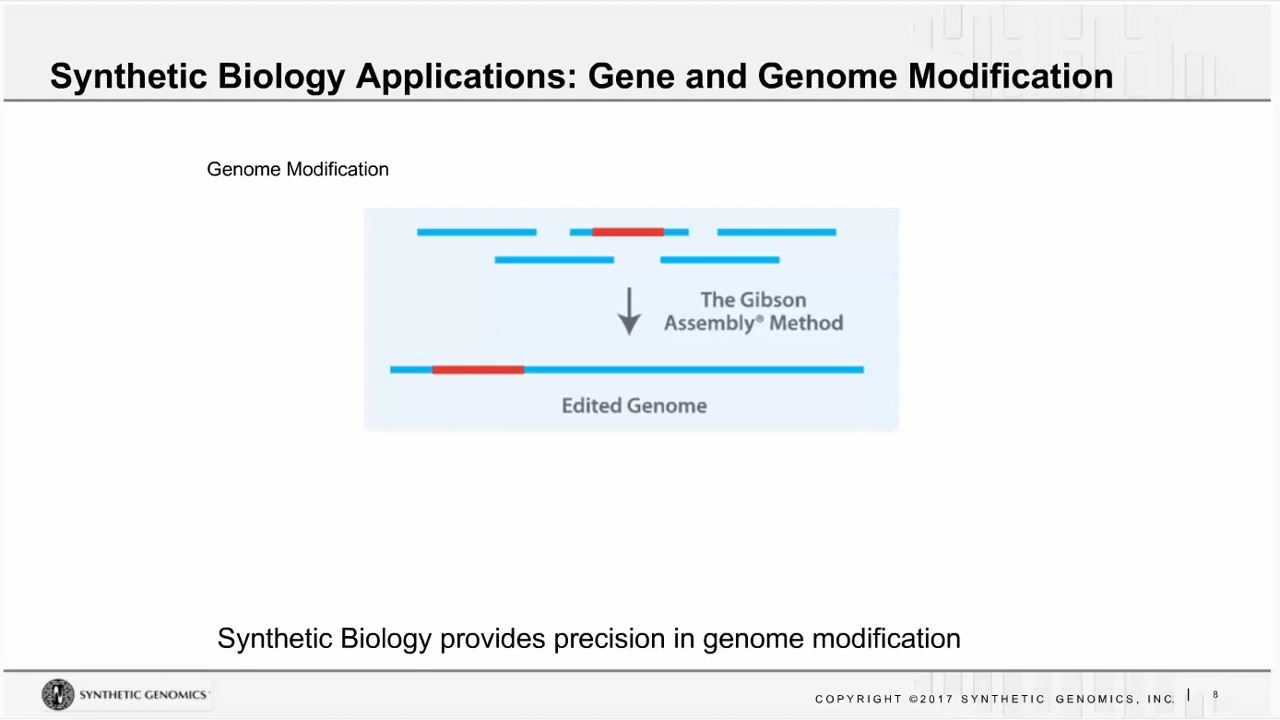 Synthetic Biology Applications: Gene and Genome Modification
Genome Modification
The Gibson
Assembly® Method
Edited Genome
Synthetic Biology provides precision in genome modification
SYNTHETIC GENOMICS®
COPYRIGHT ©2017 SYNTHETIC GENOMICS, INC. | 8